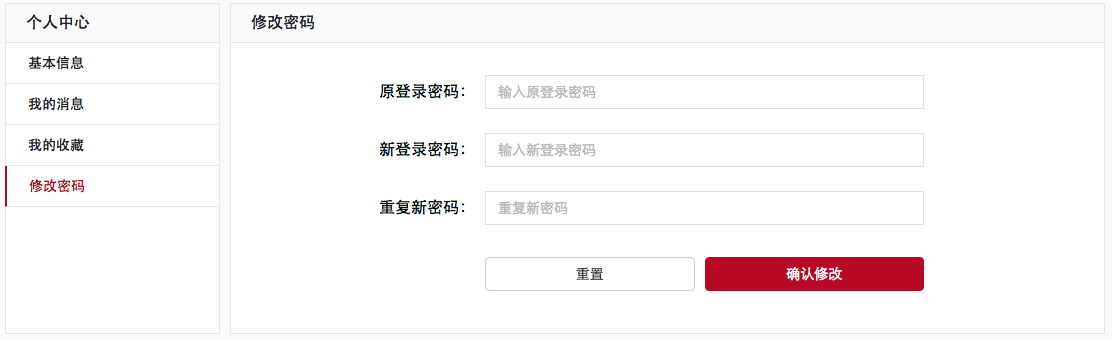 个人中心
基本信息
我的消息
我的收藏
修改密码
修改密码
原登录密码：
输入原登录密码
新登录密码：
输入新登录密码
重复新密码：
重复新密码
重置
确认修改